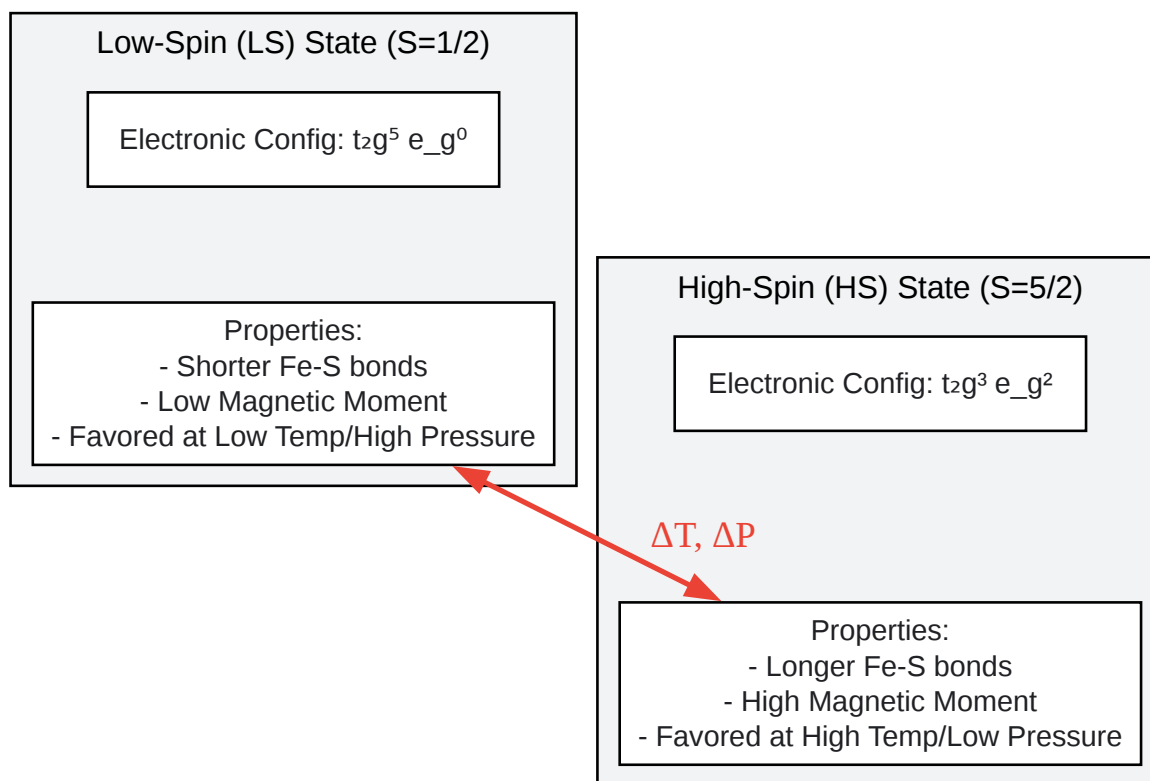 Low-Spin (LS) State (S=1/2)
Electronic Config: t₂g⁵ e_g⁰
Properties:
- Shorter Fe-S bonds
- Low Magnetic Moment
- Favored at Low Temp/High Pressure
High-Spin (HS) State (S=5/2)
Electronic Config: t₂g³ e_g²
ΔT, ΔP
Properties:
- Longer Fe-S bonds
- High Magnetic Moment
- Favored at High Temp/Low Pressure